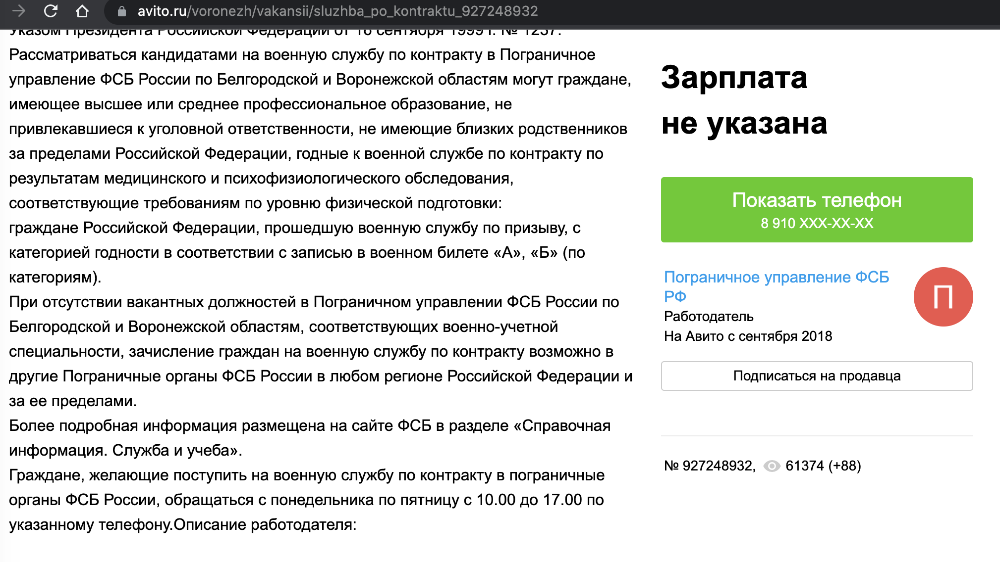 avito.ru/voronezh/vakansii/sluzhba_po_kontraktu_927248932
Указом Президента Российской Федерации от 16 сентября 1999 г. № 1237.
Рассматриваться кандидатами на военную службу по контракту в Пограничное
управление ФСБ России по Белгородской и Воронежской областям могут граждане,
имеющее высшее или среднее профессиональное образование, не
привлекавшиеся к уголовной ответственности, не имеющие близких родственников
за пределами Российской Федерации, годные к военной службе по контракту по
результатам медицинского и психофизиологического обследования,
соответствующие требованиям по уровню физической подготовки:
граждане Российской Федерации, прошедшую военную службу по призыву, с
категорией годности в соответствии с записью в военном билете «А», «Б» (по
категориям).
При отсутствии вакантных должностей в Пограничном управлении ФСБ России по
Белгородской и Воронежской областям, соответствующих военно-учетной
специальности, зачисление граждан на военную службу по контракту возможно в
другие Пограничные органы ФСБ России в любом регионе Российской Федерации и
за ее пределами.
Более подробная информация размещена на сайте ФСБ в разделе «Справочная
информация. Служба и учеба».
Граждане, желающие поступить на военную службу по контракту в пограничные
органы ФСБ России, обращаться с понедельника по пятницу с 10.00 до 17.00 по
указанному телефону.Описание работодателя:
Зарплата
не указана
Показать телефон
8 910 XXX-XX-XX
Пограничное управление ФСБ
РФ
П
Работодатель
На Авито с сентября 2018
Подписаться на продавца
№ 927248932, 61374 (+88)